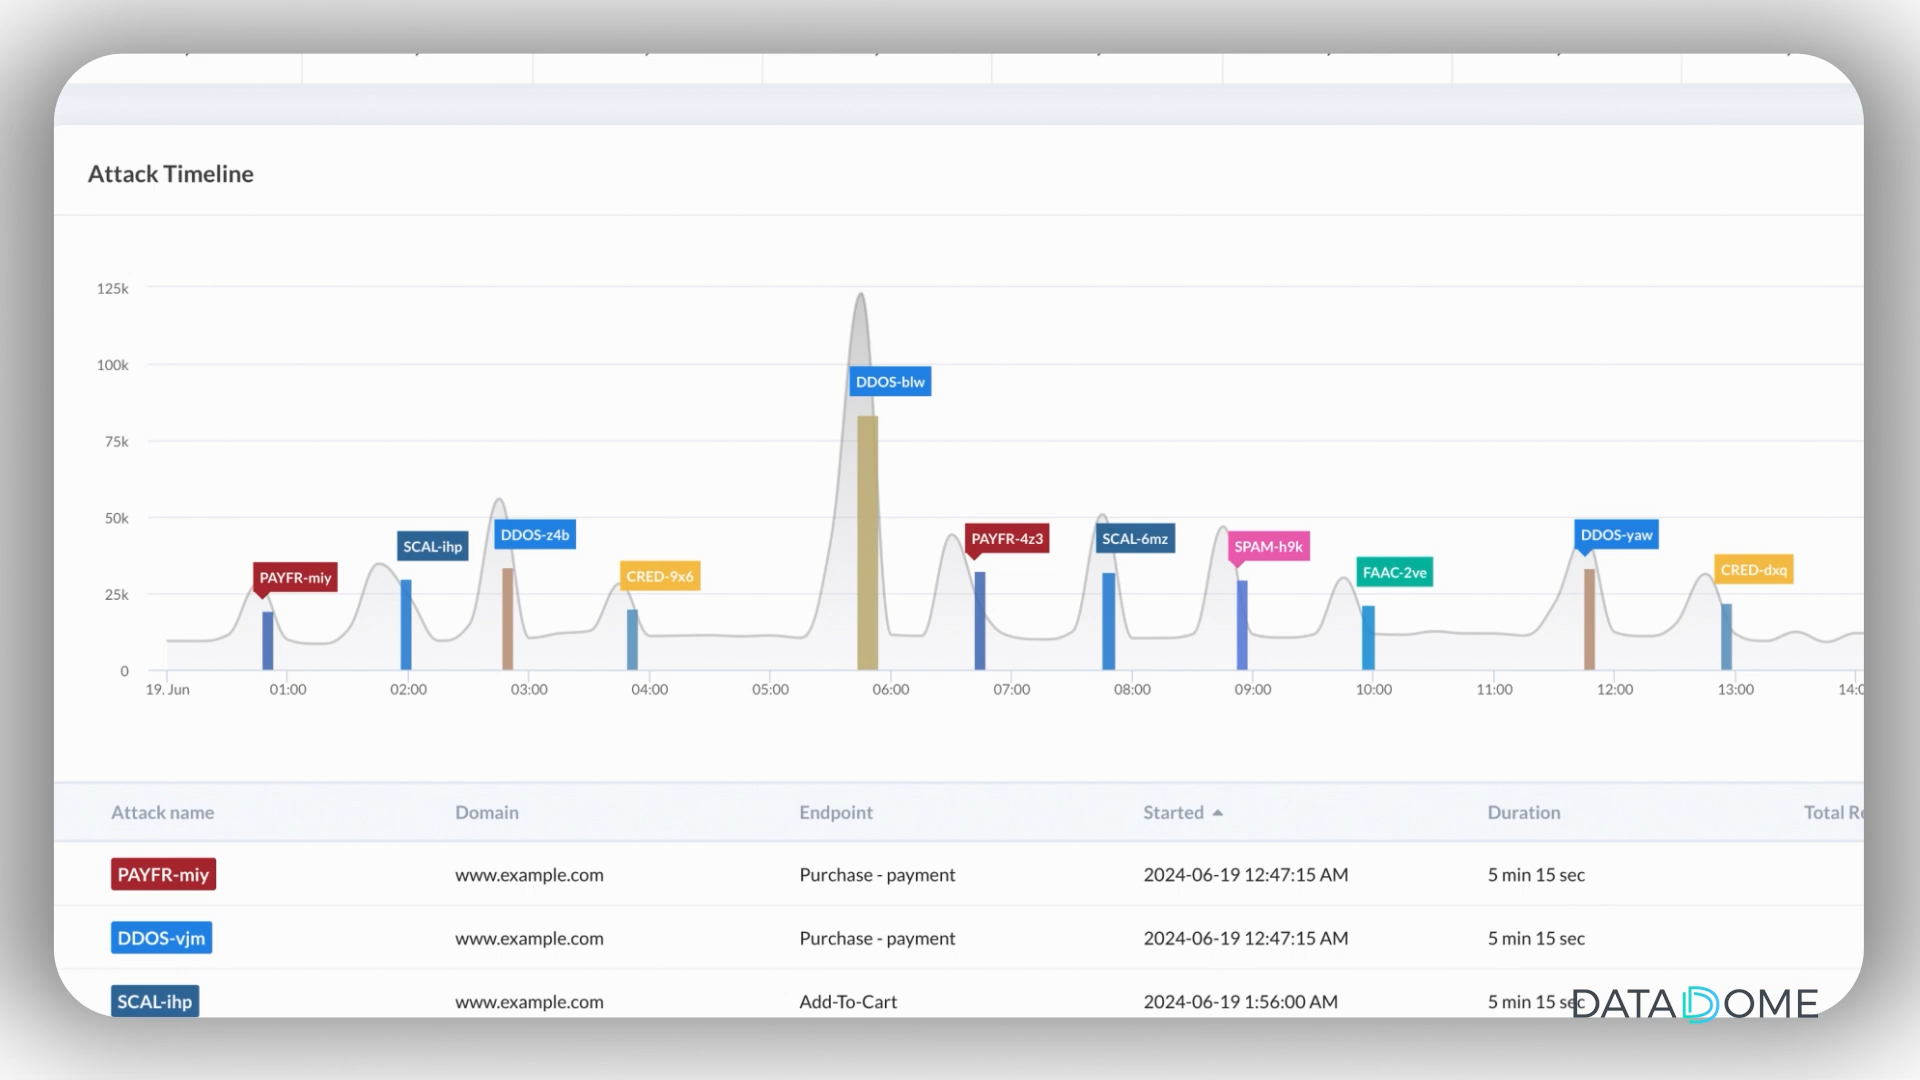 Attack Timeline
125k
100k
DDOS-blw
75k
50k
SCAL-ihp
DDOS-z4b
PAYFR-4z3
SCAL-6mz
SPAM-h9k
DDOS-yaw
PAYFR-miy
CRED-9x6
FAAC-2ve
CRED-dxq
25k
0
19. Jun 01:00 02:00 03:00 04:00 05:00 06:00 07:00 08:00 09:00 10:00 11:00 12:00 13:00
Attack name Domain Endpoint Started Duration Total
PAYFR-miy www.example.com Purchase - payment 2024-06-19 12:47:15 AM 5 min 15 sec
DDOS-vjm www.example.com Purchase - payment 2024-06-19 12:47:15 AM 5 min 15 sec
SCAL-ihp www.example.com Add-To-Cart 2024-06-19 1:56:00 AM 5 min 15 sec
DATADOME